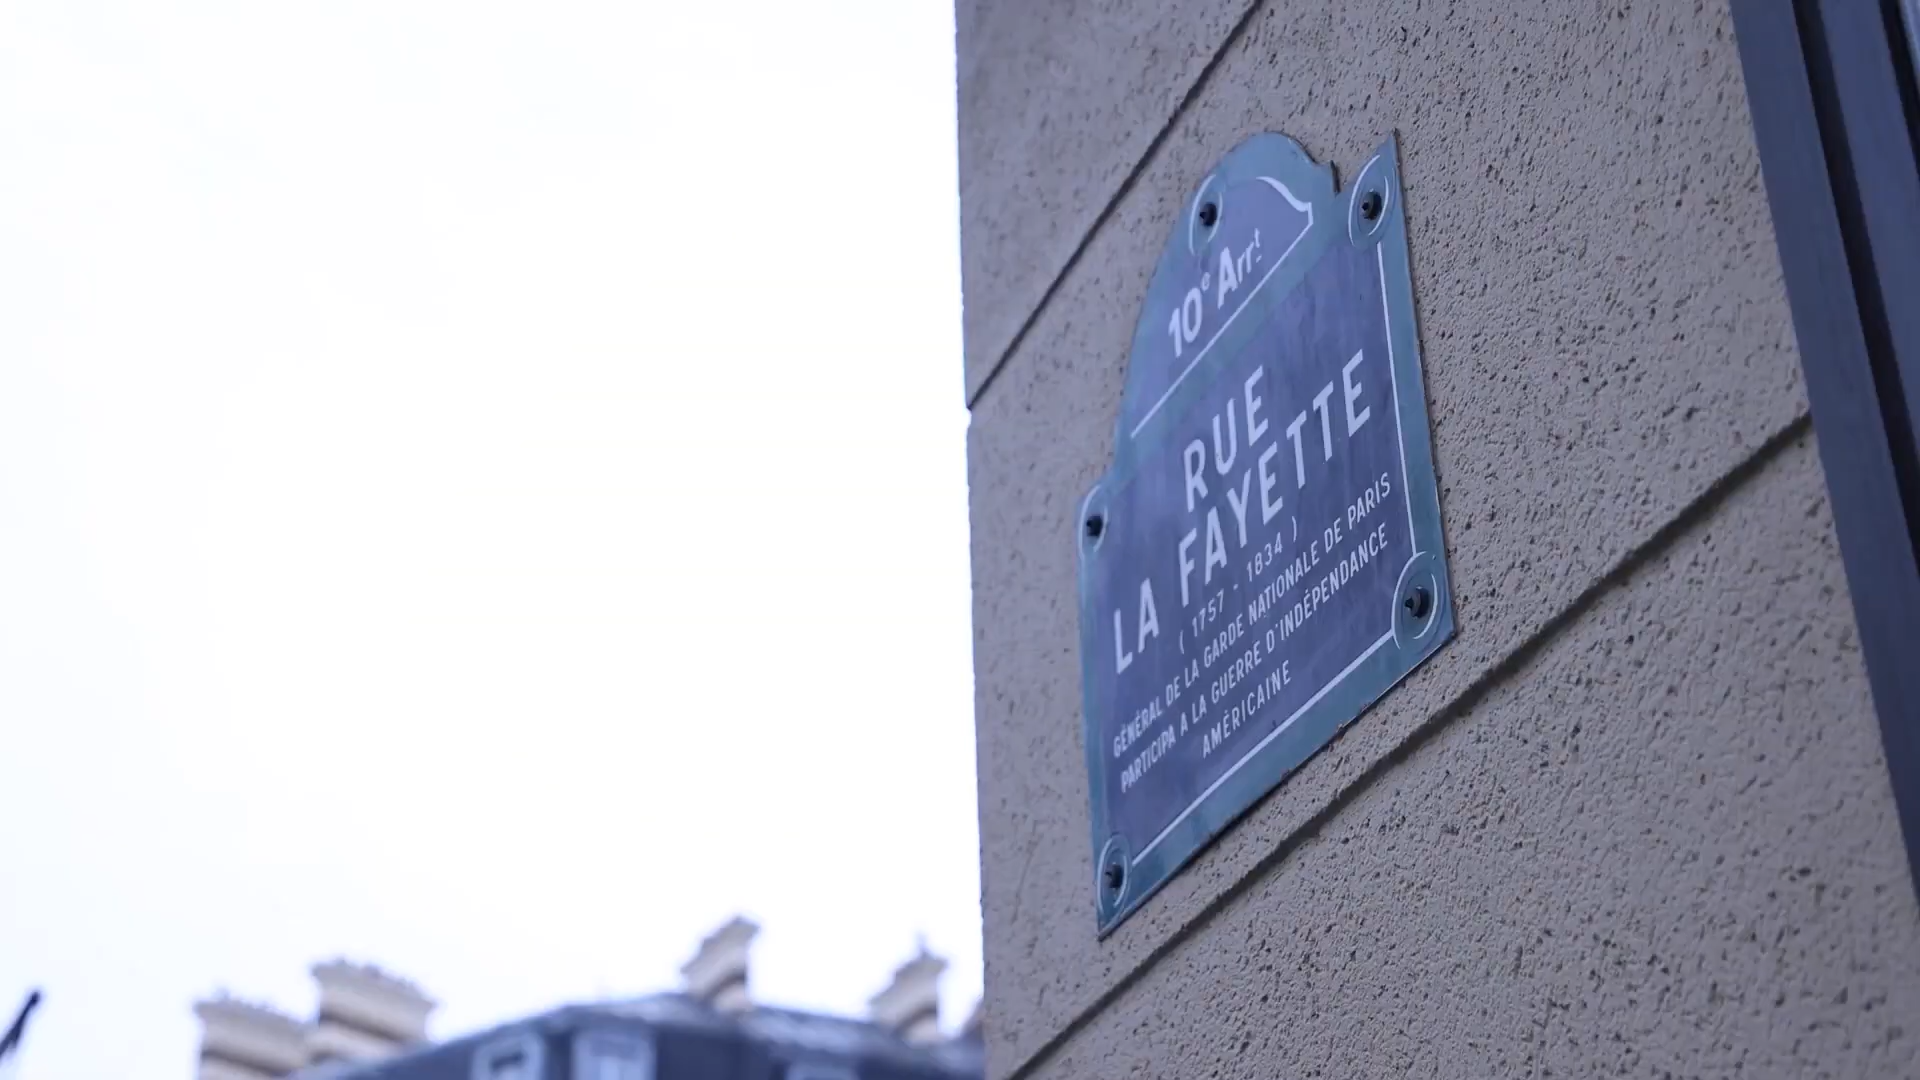 10e Arrt
RUE
LA FAYETTE
( 1757 - 1834 )
GÉNÉRAL DE LA GARDE NATIONALE DE PARIS
PARTICIPA A LA GUERRE D'INDÉPENDANCE
AMÉRICAINE